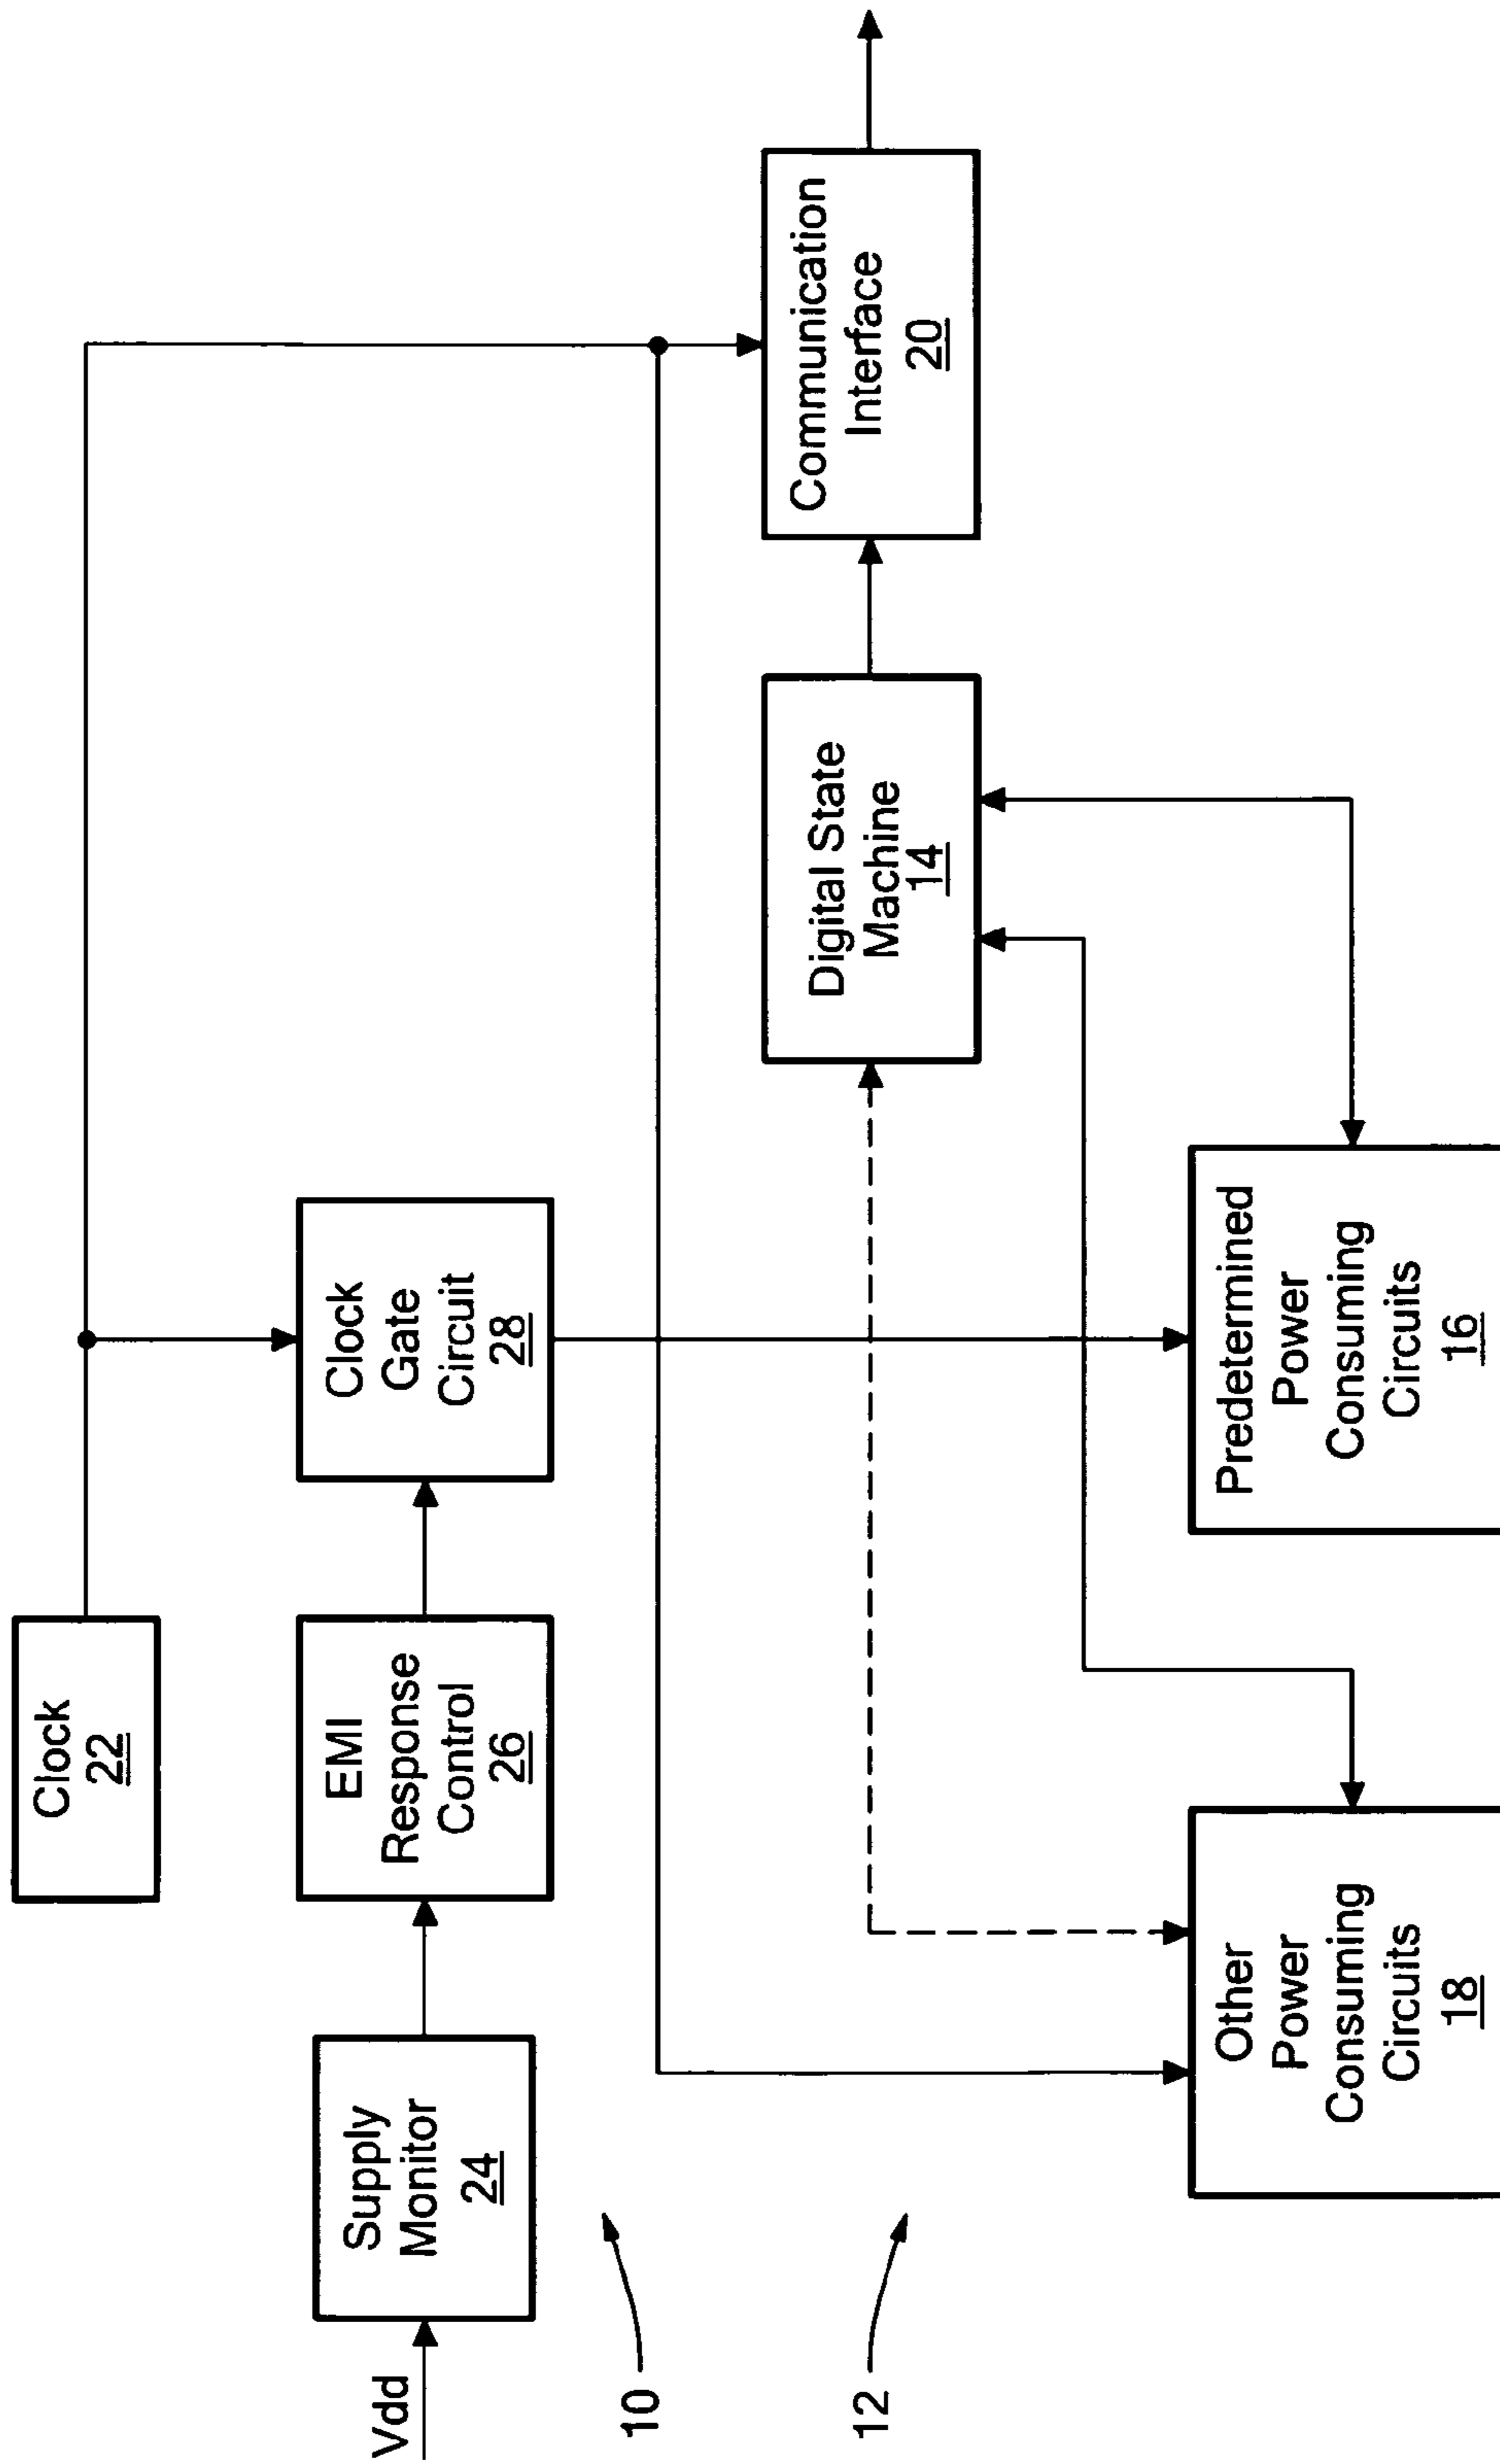 Clock
22
Vdd
Supply
Monitor
24
EMI
Response
Control
26
Clock
Gate
Circuit
28
10
12
Digital State
Machine
14
Communication
Interface
20
Other
Power
Consuming
Circuits
18
Predetermined
Power
Consuming
Circuits
16